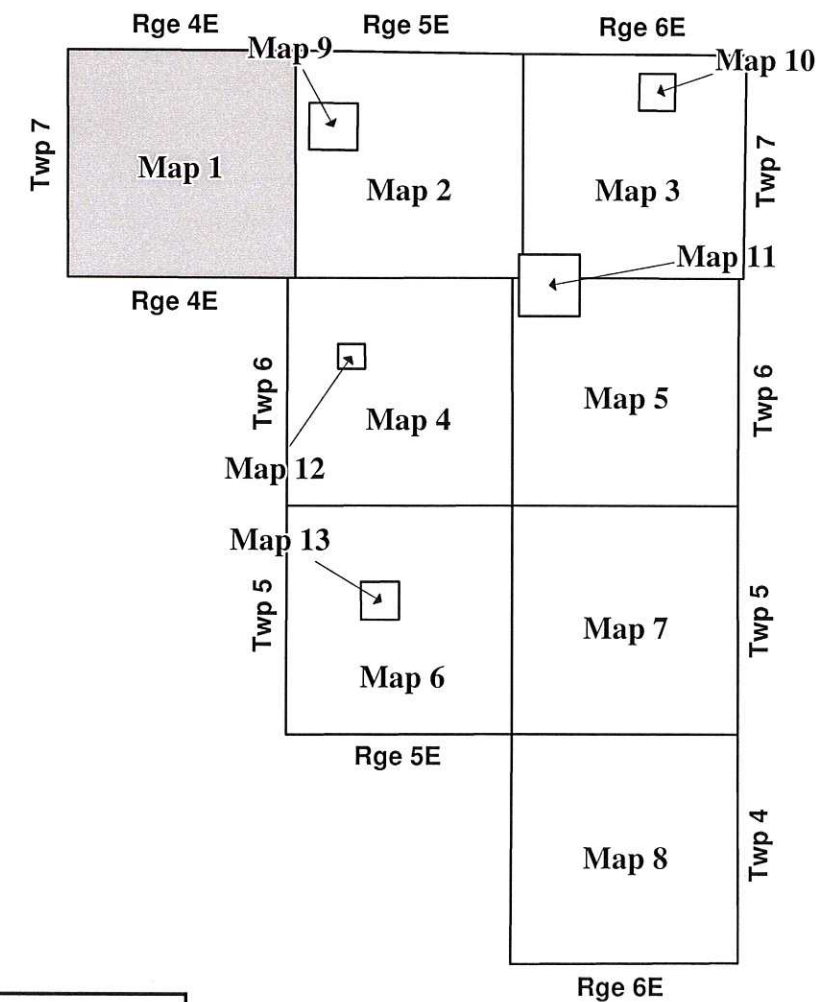 Rge 4E
Rge 5E
Rge 6E
Map 9
Map 10
Twp 7
Map 1
Map 2
Map 3
Twp 7
Map 11
Rge 4E
Twp 6
Map 4
Map 5
Twp 6
Map 12
Map 13
Twp 5
Map 6
Map 7
Twp 5
Rge 5E
Map 8
Twp 4
Rge 6E